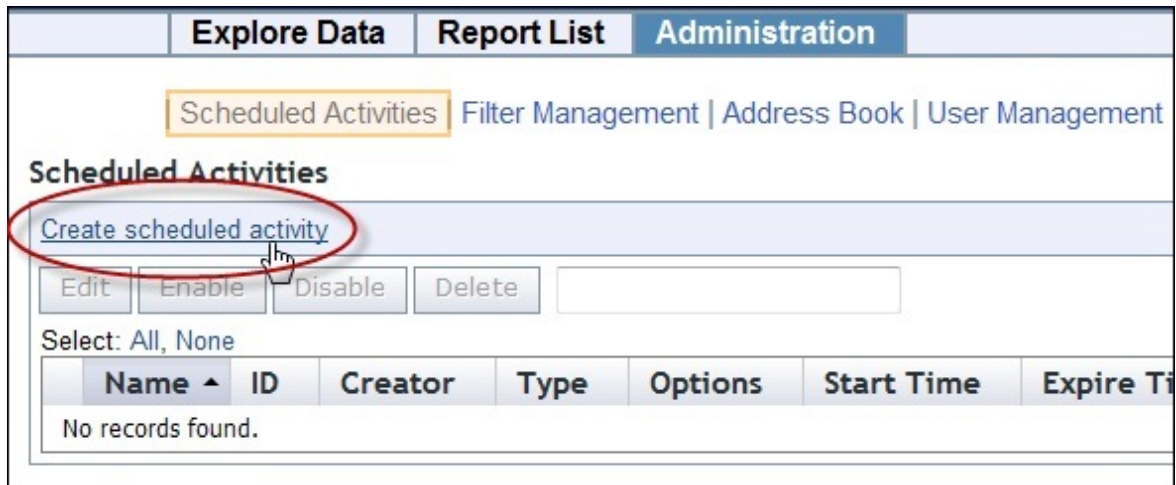 Explore Data Report List Administration
Scheduled Activities | Filter Management | Address Book | User Management
Scheduled Activities
Create scheduled activity
Edit Enable Disable Delete
Select: All, None
Name ID Creator Type Options Start Time Expire
No records found.